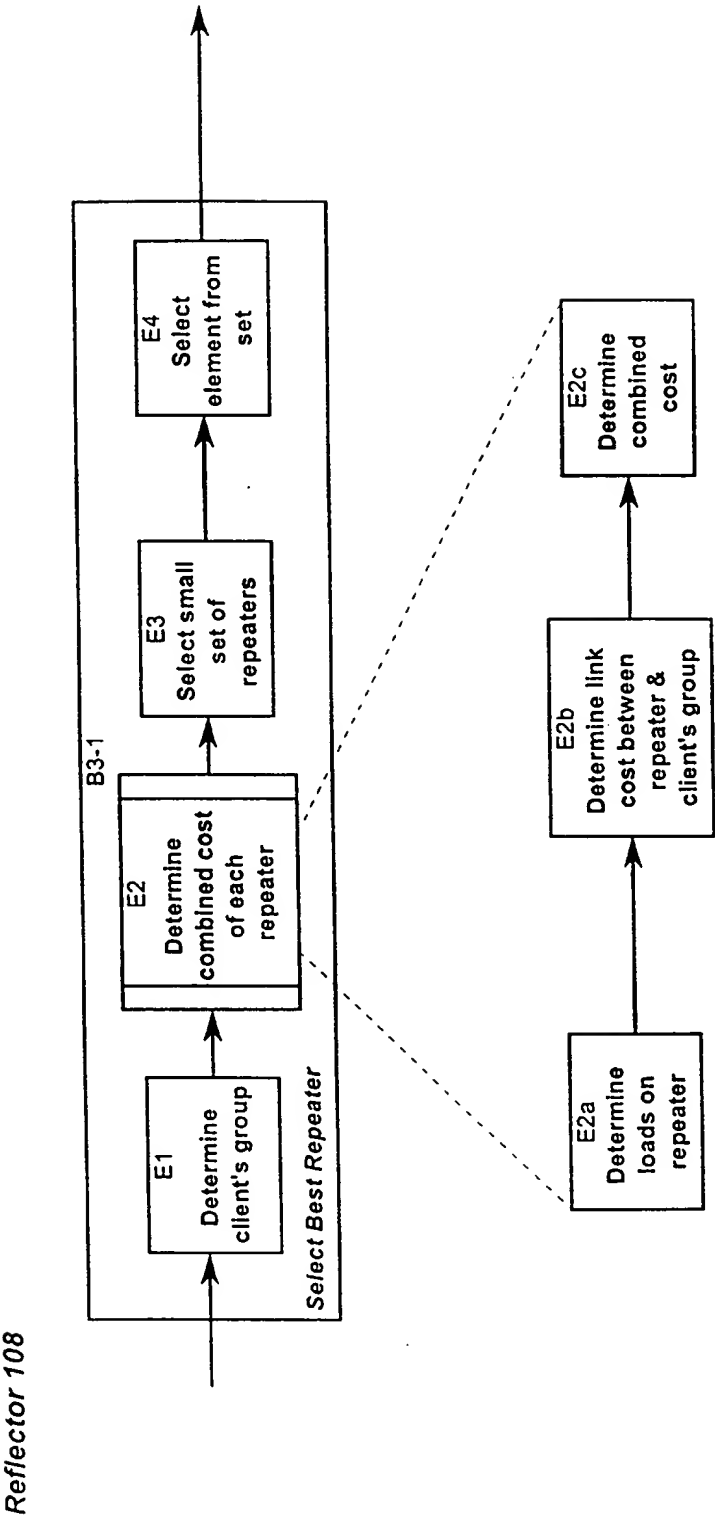 Reflector 108
B3-1
E1
Determine
client's group
E2
Determine
combined cost
of each
repeater
E3
Select small
set of
repeaters
E4
Select
element from
set
Select Best Repeater
E2a
Determine
loads on
repeater
E2b
Determine link
cost between
repeater &
client's group
E2c
Determine
combined
cost